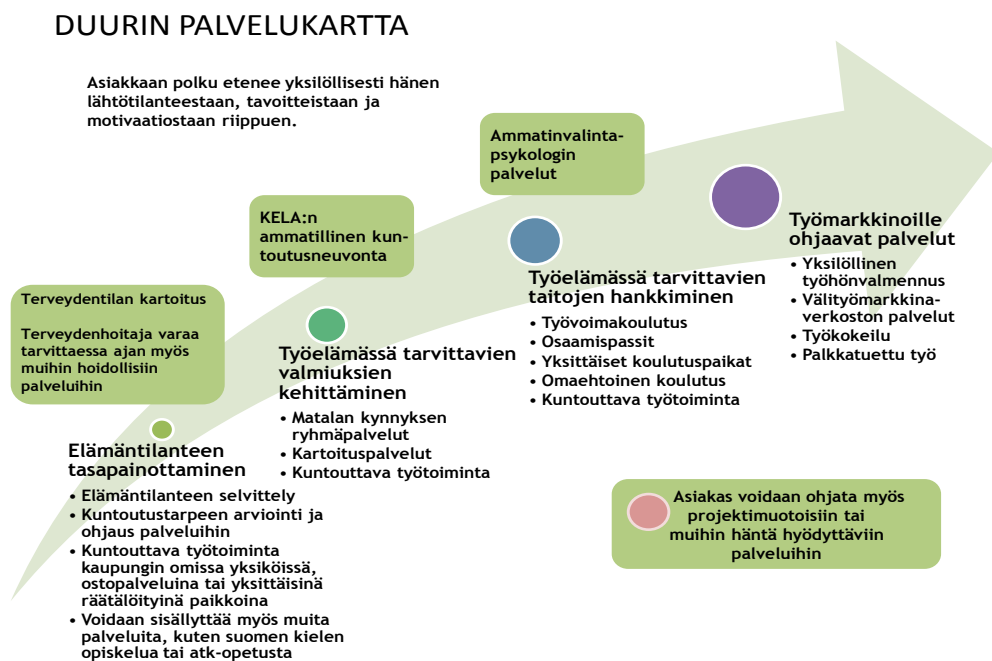 DUURIN PALVELUKARTTA
Asiakkaan polku etenee yksilöllisesti hänen
lähtötilanteestaan, tavoitteistaan ja
motivaatiostaan riippuen.
Terveydentilan kartoitus
Terveydenhoitaja varaa
tarvittaessa ajan myös
muihin hoidollisiin
palveluihin
Elämäntilanteen
tasapainottaminen
• Elämäntilanteen selvittely
• Kuntoutustarpeen arviointi ja
ohjaus palveluihin
• Kuntouttava työtoiminta
kaupungin omissa yksiköissä,
ostopalveluina tai yksittäisinä
räätälöityinä paikkoina
• Voidaan sisällyttää myös muita
palveluita, kuten suomen kielen
opiskelua tai atk-opetusta
KELA:n
ammatillinen kun-
toutusneuvonta
Työelämässä tarvittavien
valmiuksien
kehittäminen
• Matalan kynnyksen
ryhmäpalvelut
• Kartoituspalvelut
• Kuntouttava työtoiminta
Ammatinvalinta-
psykologin
palvelut
Työelämässä tarvittavien
taitojen hankkiminen
• Työvoimakoulutus
• Osaamispassit
• Yksittäiset koulutuspaikat
• Omaehtoinen koulutus
• Kuntouttava työtoiminta
Työmarkkinoille
ohjaavat palvelut
• Yksilöllinen
työhönvalmennus
• Välityömarkkina-
verkoston palvelut
• Työkokeilu
• Palkkatuettu työ
Asiakas voidaan ohjata myös
projektimuotoisiin tai
muihin häntä hyödyttäviin
palveluihin